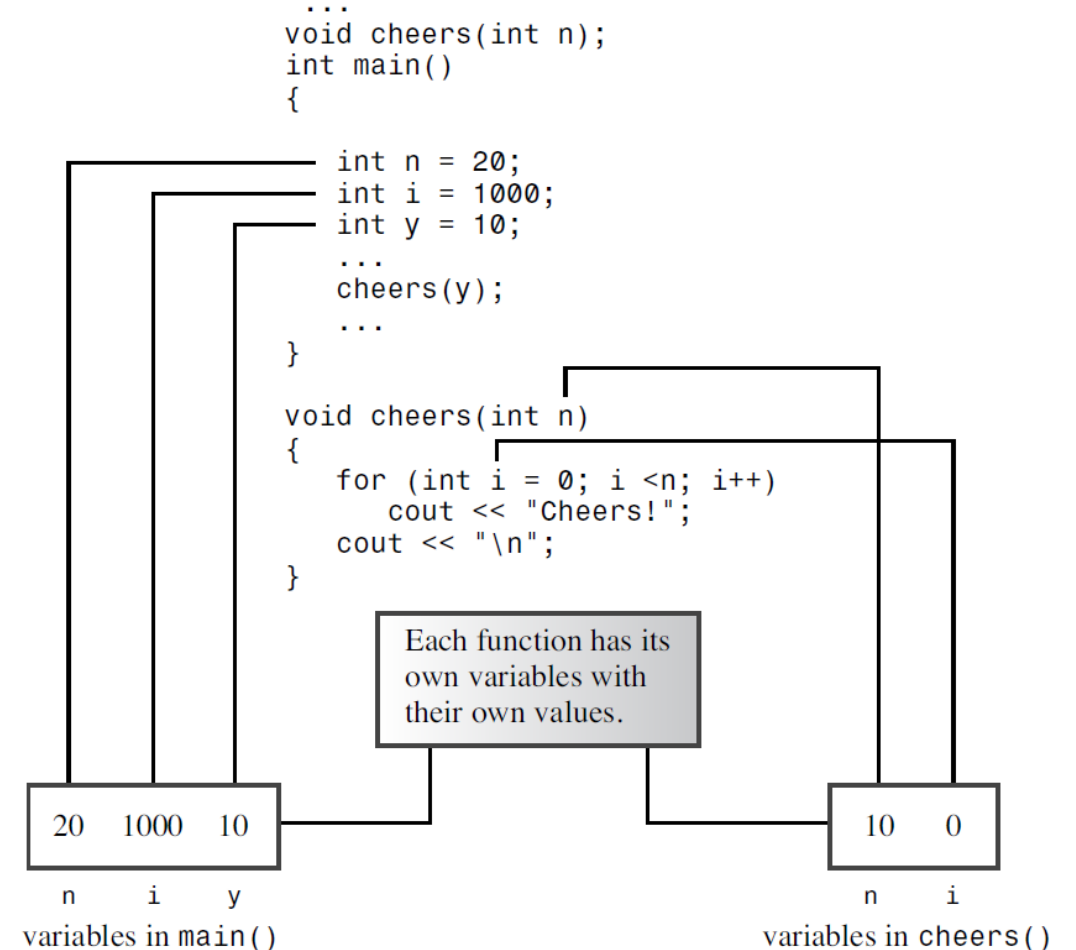 ...
void cheers(int n);
int main()
{
int n = 20;
int i = 1000;
int y = 10;
...
cheers(y);
...
}
void cheers(int n)
{
for (int i = 0; i <n; i++)
cout << "Cheers!";
cout << "\n";
}
Each function has its
own variables with
their own values.
20 1000 10
n i y
variables in main()
10 0
n i
variables in cheers()